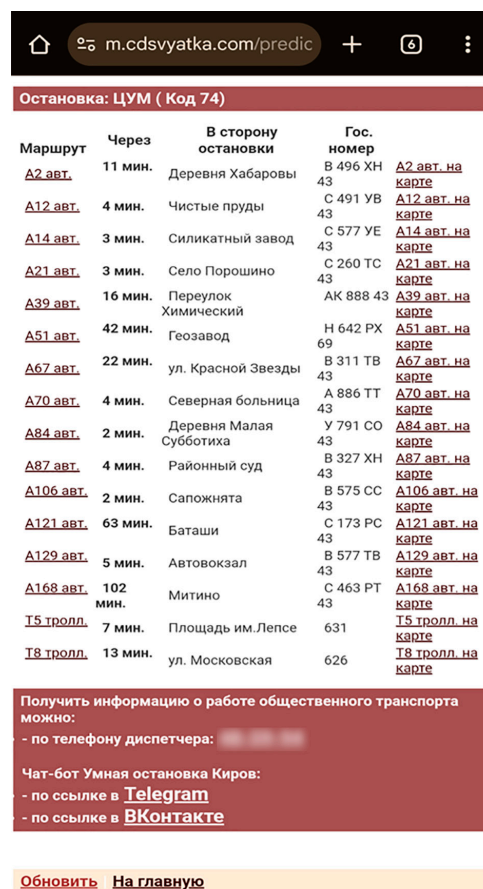 m.cdsvyatka.com/predic
6
Остановка: ЦУМ ( Код 74)
Маршрут Через В сторону остановки Гос. номер
А2 авт. 11 мин. Деревня Хабаровы В 496 ХН 43 А2 авт. на карте
А12 авт. 4 мин. Чистые пруды С 491 УВ 43 А12 авт. на карте
А14 авт. 3 мин. Силикатный завод С 577 УЕ 43 А14 авт. на карте
А21 авт. 3 мин. Село Порошино С 260 ТС 43 А21 авт. на карте
А39 авт. 16 мин. Переулок Химический АК 888 43 А39 авт. на карте
А51 авт. 42 мин. Геозавод Н 642 РХ 69 А51 авт. на карте
А67 авт. 22 мин. ул. Красной Звезды В 311 ТВ 43 А67 авт. на карте
А70 авт. 4 мин. Северная больница А 886 ТТ 43 А70 авт. на карте
А84 авт. 2 мин. Деревня Малая Субботиха У 791 СО 43 А84 авт. на карте
А87 авт. 4 мин. Районный суд В 327 ХН 43 А87 авт. на карте
А106 авт. 2 мин. Сапожнята В 575 СС 43 А106 авт. на карте
А121 авт. 63 мин. Баташи С 173 РС 43 А121 авт. на карте
А129 авт. 5 мин. Автовокзал В 577 ТВ 43 А129 авт. на карте
А168 авт. 102 мин. Митино С 463 РТ 43 А168 авт. на карте
Т5 тролл. 7 мин. Площадь им.Лепсе 631 Т5 тролл. на карте
Т8 тролл. 13 мин. ул. Московская 626 Т8 тролл. на карте
Получить информацию о работе общественного транспорта
можно:
- по телефону диспетчера:
Чат-бот Умная остановка Киров:
- по ссылке в Telegram
- по ссылке в ВКонтакте
Обновить На главную